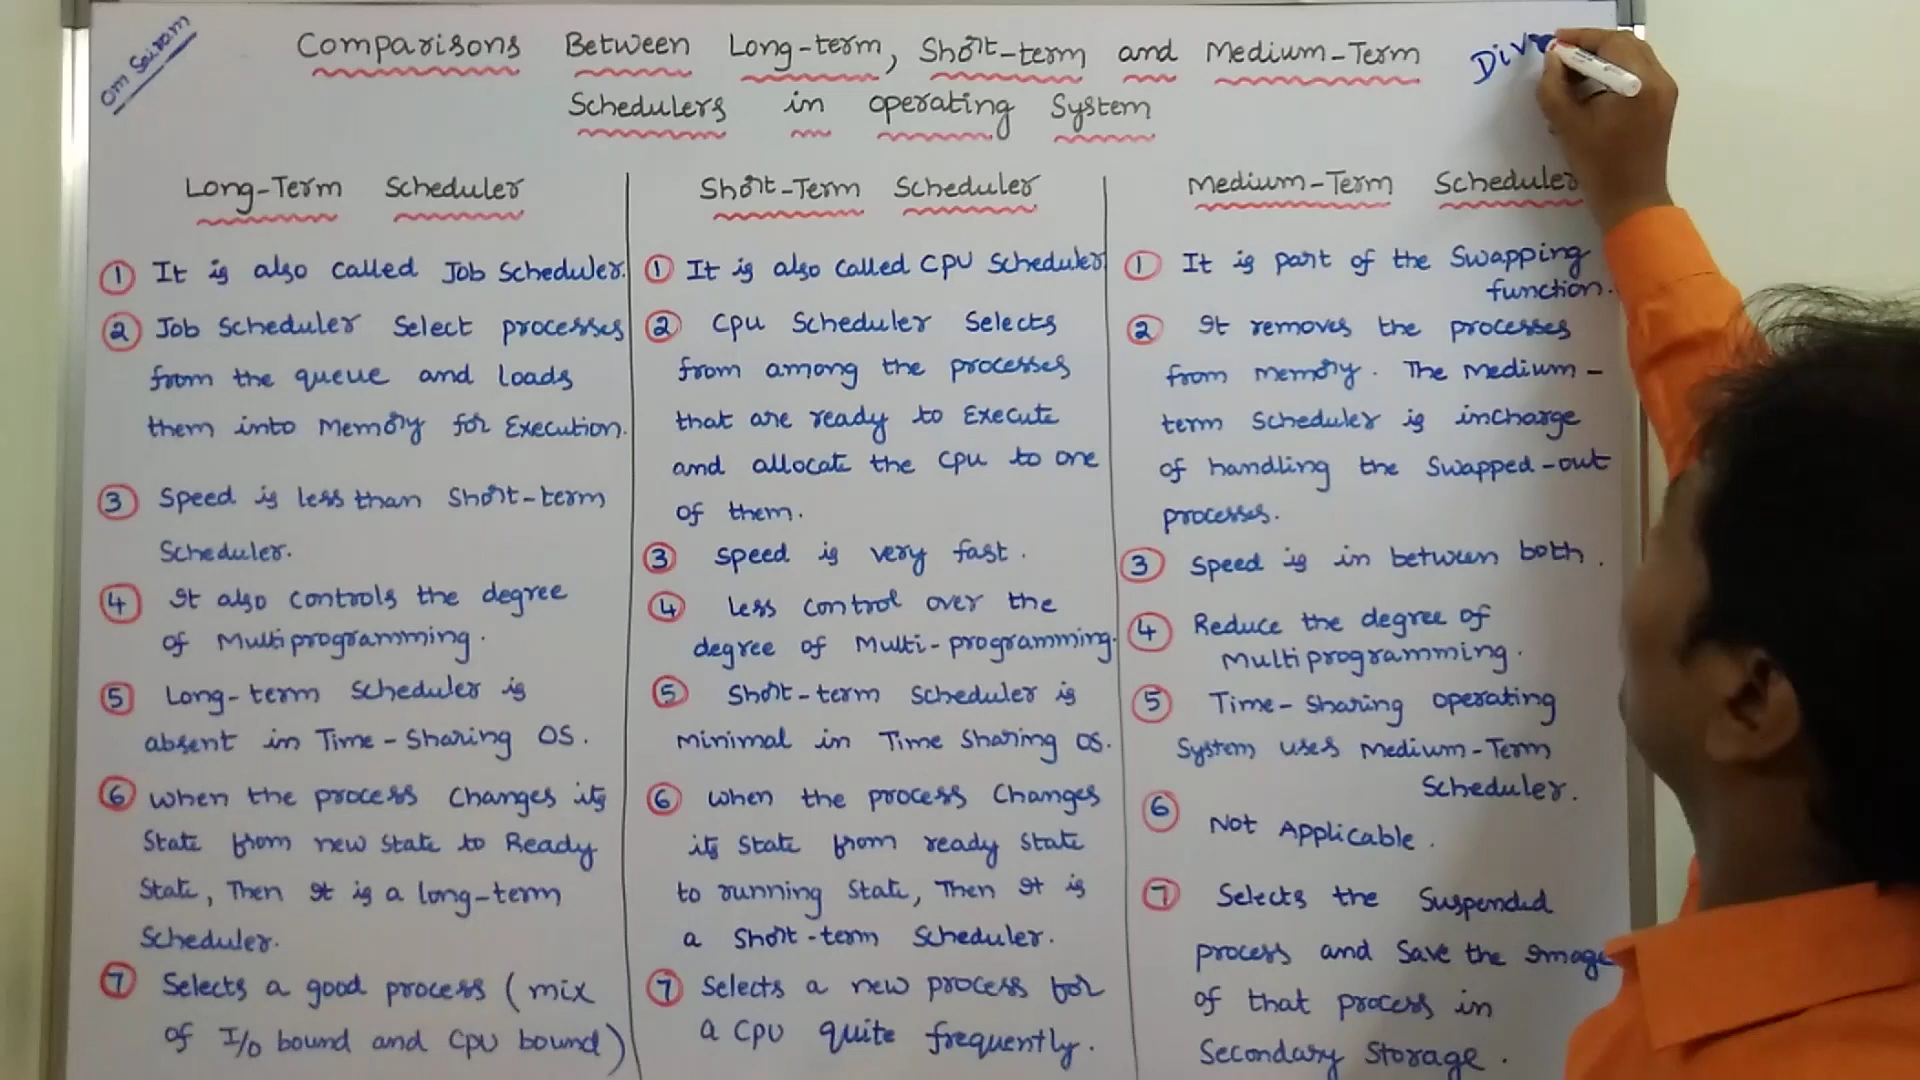 Om Sairam
Comparisons Between Long-term, Short-term and Medium-Term
Schedulers in operating System
Long-Term Scheduler
① It is also called Job Scheduler.
② Job Scheduler Select processes
from the queue and loads
them into Memory for Execution.
③ Speed is less than Short-term
Scheduler.
④ It also controls the degree
of Multiprogramming.
⑤ Long-term Scheduler is
absent in Time-Sharing OS.
⑥ When the process Changes its
State from new State to Ready
State, Then It is a long-term
Scheduler.
⑦ Selects a good process (mix
of I/O bound and CPU bound)
Short-Term Scheduler
① It is also called CPU Scheduler
② Cpu Scheduler Selects
from among the processes
that are ready to Execute
and allocate the Cpu to one
of them.
③ Speed is very fast.
④ Less control over the
degree of Multi-programming.
⑤ Short-term Scheduler is
minimal in Time Sharing OS.
⑥ When the process Changes
its State from ready State
to running State, Then It is
a Short-term Scheduler.
⑦ Selects a new process for
a CPU quite frequently.
Medium-Term Scheduler
① It is part of the Swapping
function.
② It removes the processes
from memory. The medium-
term Scheduler is incharge
of handling the Swapped-out
processes.
③ Speed is in between both.
④ Reduce the degree of
Multiprogramming.
⑤ Time-Sharing operating
System uses Medium-Term
Scheduler.
⑥ Not Applicable.
⑦ Selects the Suspended
process and Save the Image
of that process in
Secondary Storage.